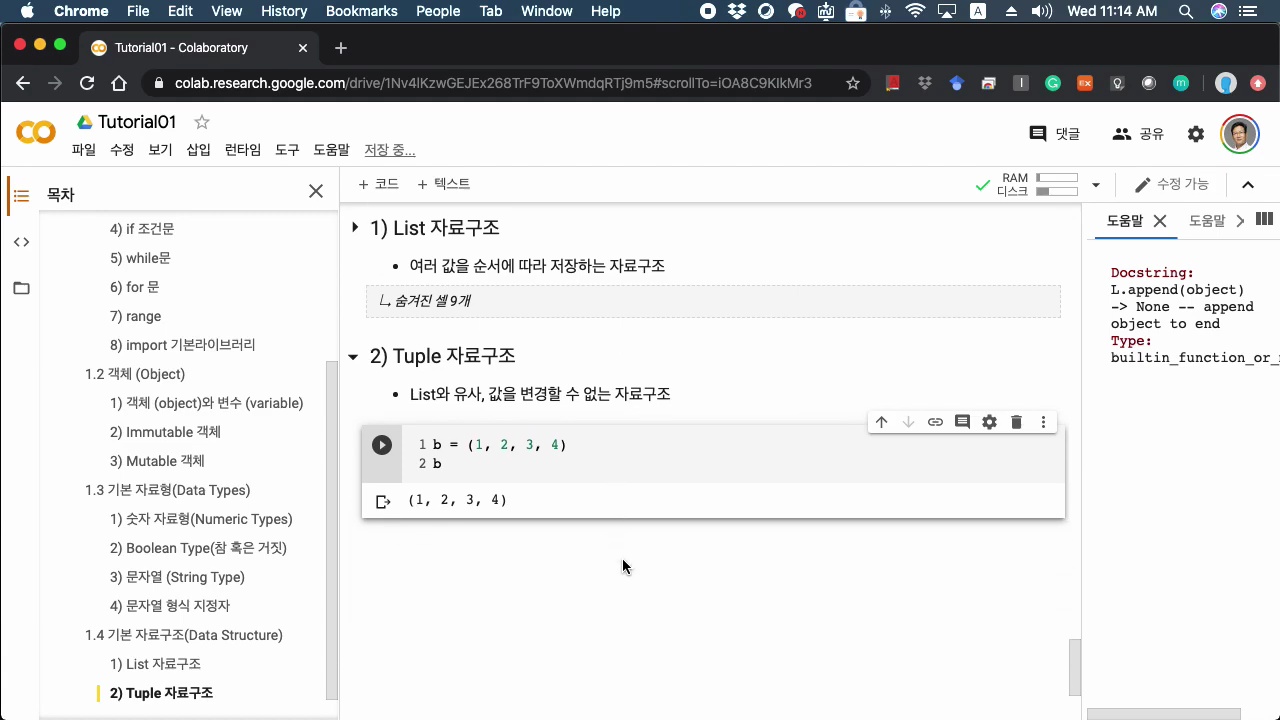 Chrome File Edit View History Bookmarks People Tab Window Help Wed 11:14 AM
Tutorial01 - Colaboratory
colab.research.google.com/drive/1Nv4lKzwGEJEx268TrF9ToXWmdqRTj9m5#scrollTo=iOA8C9KIkMr3
Tutorial01
댓글 공유
파일 수정 보기 삽입 런타임 도구 도움말 저장 중...
목차
+ 코드 + 텍스트
RAM
디스크
수정 가능
4) if 조건문
5) while문
6) for 문
7) range
8) import 기본라이브러리
1.2 객체 (Object)
1) 객체 (object)와 변수 (variable)
2) Immutable 객체
3) Mutable 객체
1.3 기본 자료형(Data Types)
1) 숫자 자료형(Numeric Types)
2) Boolean Type(참 혹은 거짓)
3) 문자열 (String Type)
4) 문자열 형식 지정자
1.4 기본 자료구조(Data Structure)
1) List 자료구조
2) Tuple 자료구조
1) List 자료구조
• 여러 값을 순서에 따라 저장하는 자료구조
숨겨진 셀 9개
2) Tuple 자료구조
• List와 유사, 값을 변경할 수 없는 자료구조
1 b = (1, 2, 3, 4)
2 b
(1, 2, 3, 4)
도움말 도움말
Docstring:
L.append(object)
-> None -- append
object to end
Type:
builtin_function_or_